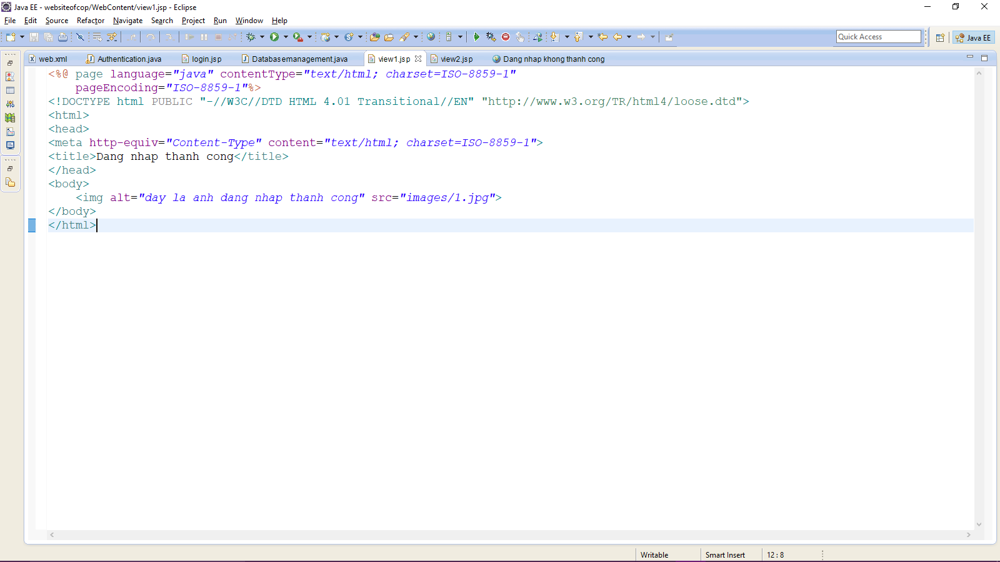 Java EE - websiteofcop/WebContent/view1.jsp - Eclipse
File Edit Source Refactor Navigate Search Project Run Window Help
Quick Access
Java EE
web.xml Authentication.java login.jsp Databasemanagement.java view1.jsp view2.jsp Dang nhap khong thanh cong
<%@ page language="java" contentType="text/html; charset=ISO-8859-1"
    pageEncoding="ISO-8859-1"%>
<!DOCTYPE html PUBLIC "-//W3C//DTD HTML 4.01 Transitional//EN" "http://www.w3.org/TR/html4/loose.dtd">
<html>
<head>
<meta http-equiv="Content-Type" content="text/html; charset=ISO-8859-1">
<title>Dang nhap thanh cong</title>
</head>
<body>
    <img alt="day la anh dang nhap thanh cong" src="images/1.jpg">
</body>
</html>
Writable Smart Insert 12 : 8